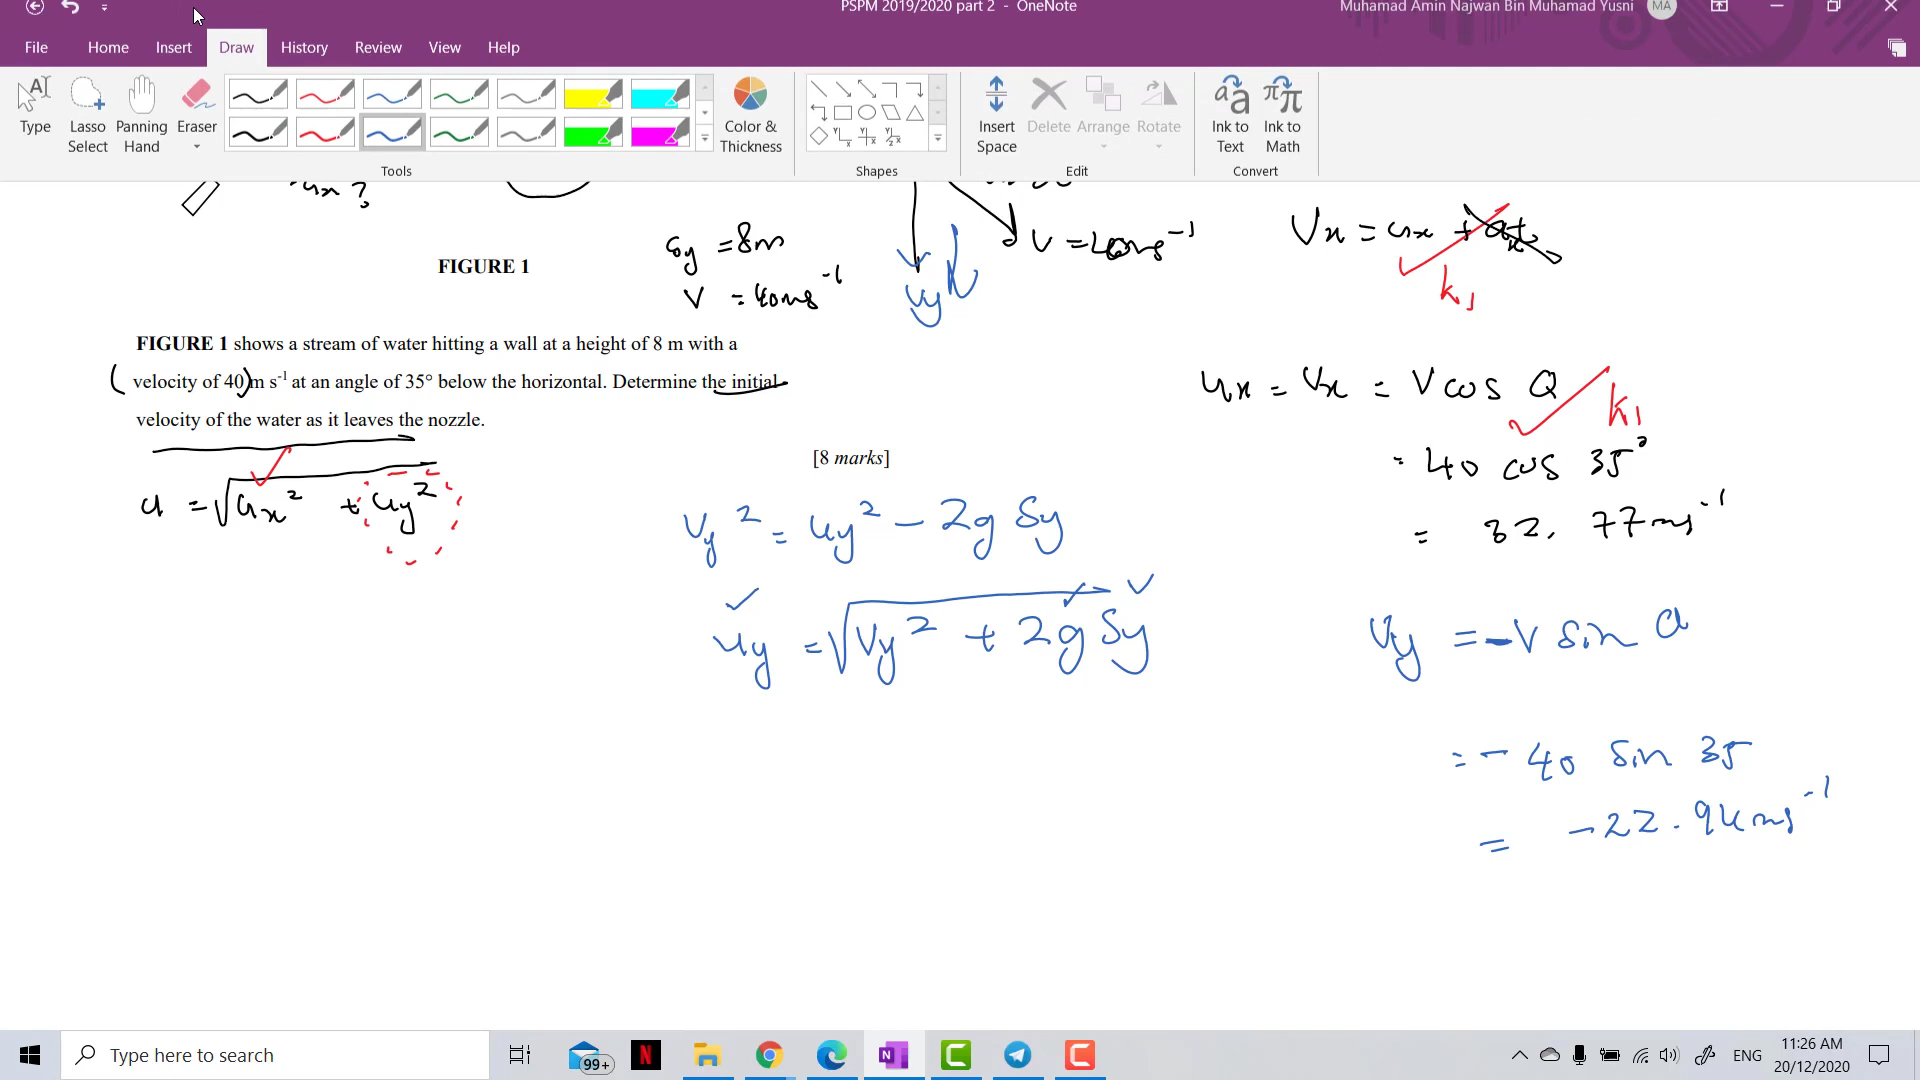 PSPM 2019/2020 part 2 - OneNote
Muhamad Amin Najwan Bin Muhamad Yusni
MA
File Home Insert Draw History Review View Help
Type
Lasso Select
Panning Hand
Eraser
Color & Thickness
Insert Space
Delete
Arrange
Rotate
Ink to Text
Ink to Math
Tools
Shapes
Edit
Convert
ux ?
FIGURE 1
Sy = 8m
V = 40ms⁻¹
Vy
V = 40ms⁻¹
Vx = ux + axt
k1
FIGURE 1 shows a stream of water hitting a wall at a height of 8 m with a
(velocity of 40) m s⁻¹ at an angle of 35° below the horizontal. Determine the initial
velocity of the water as it leaves the nozzle.
[8 marks]
u = √ux² + uy²
Vy² = uy² - 2g Sy
uy = √Vy² + 2g Sy
ux = Vx = V cos Q
k1
= 40 cos 35°
= 32.77ms⁻¹
Vy = -V sin Q
= - 40 sin 35
= -22.94ms⁻¹
Type here to search
99+
N
ENG
11:26 AM
20/12/2020